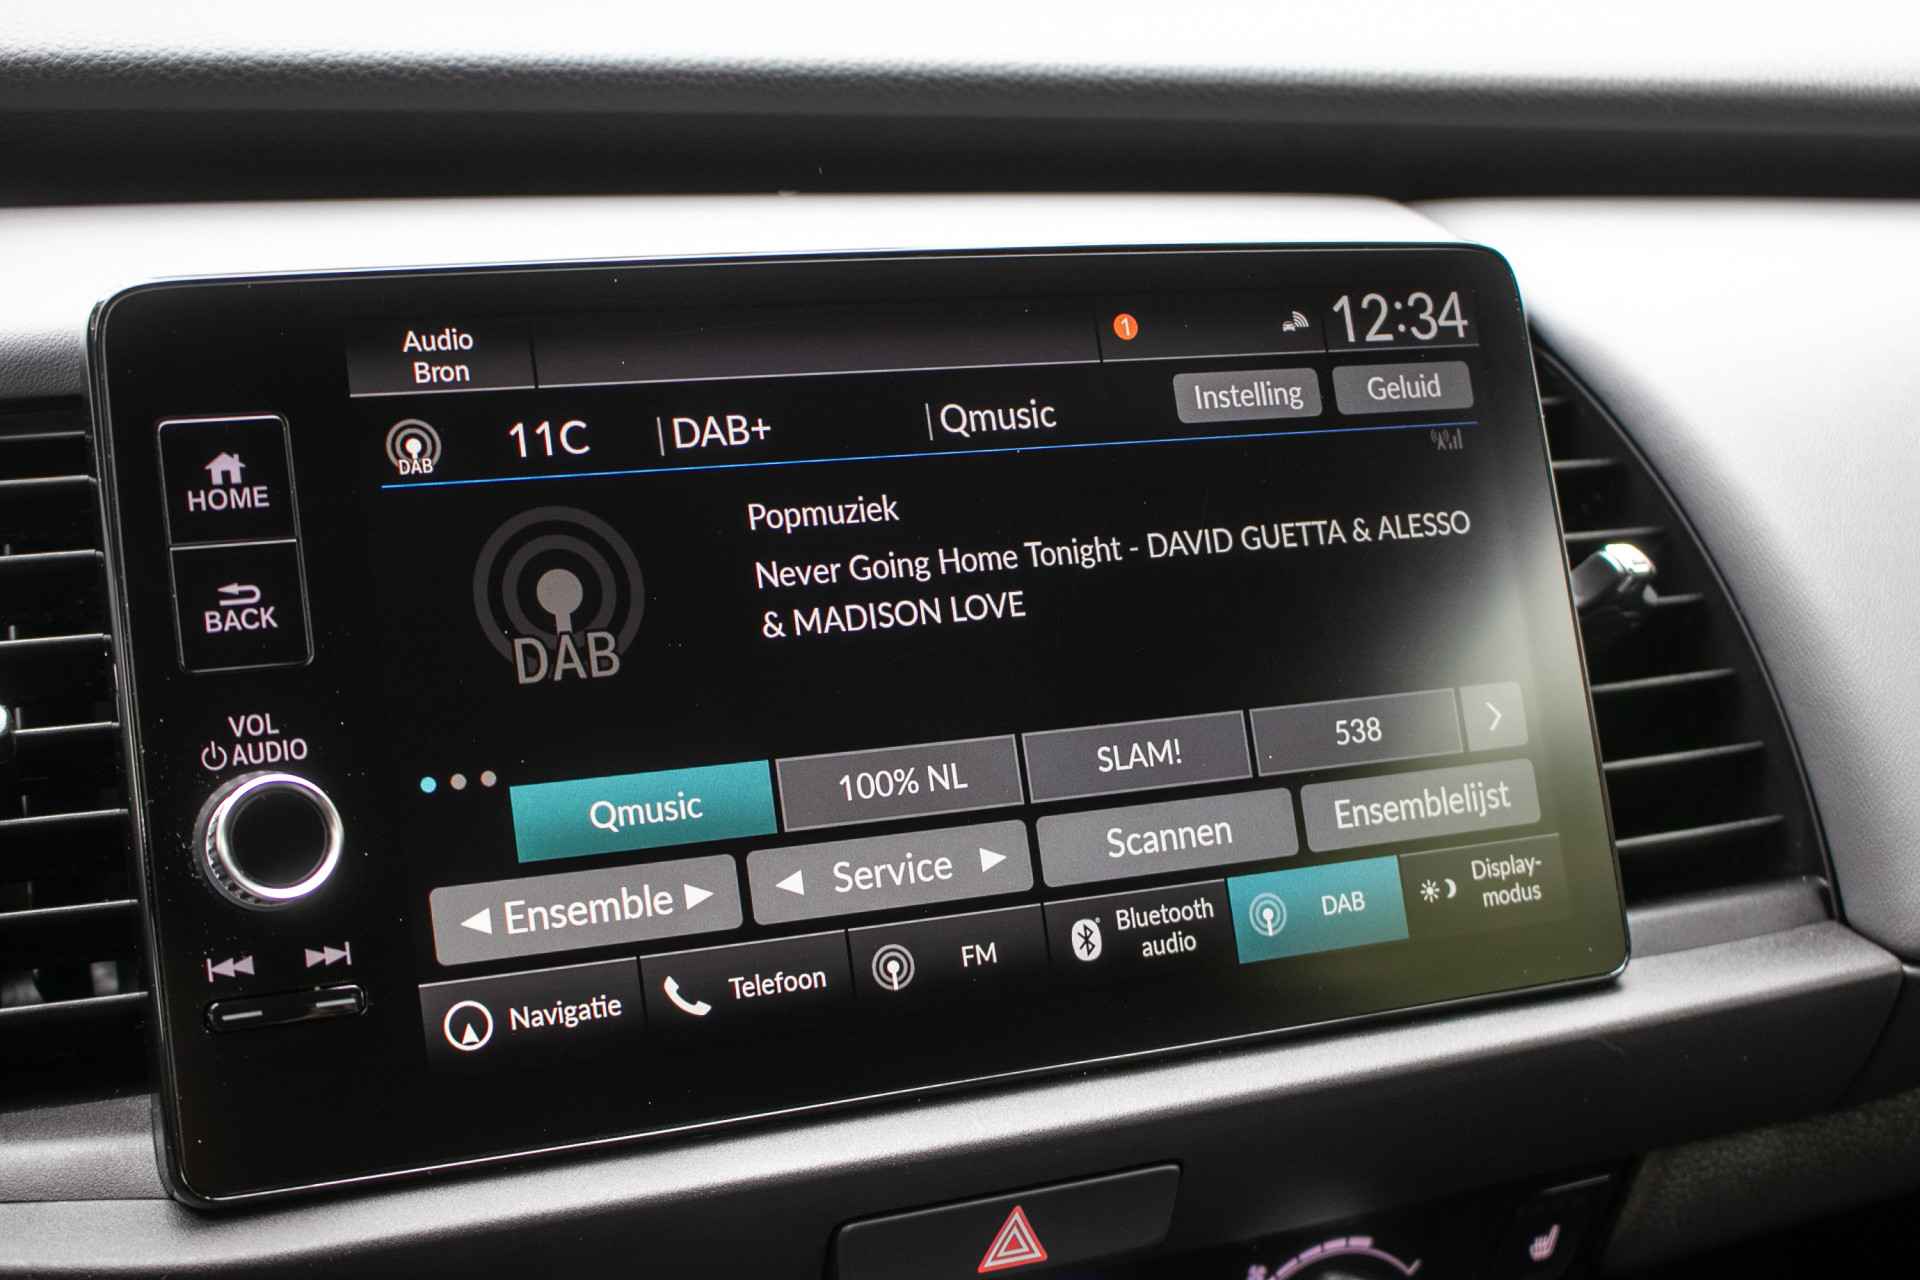 Audio
Bron
1
12:34
DAB
11C
DAB+
Qmusic
Instelling
Geluid
HOME
BACK
DAB
Popmuziek
Never Going Home Tonight - DAVID GUETTA & ALESSO
& MADISON LOVE
VOL
AUDIO
Qmusic
100% NL
SLAM!
538
Ensemble
Service
Scannen
Ensemblelijst
Navigatie
Telefoon
FM
Bluetooth
audio
DAB
Display-
modus